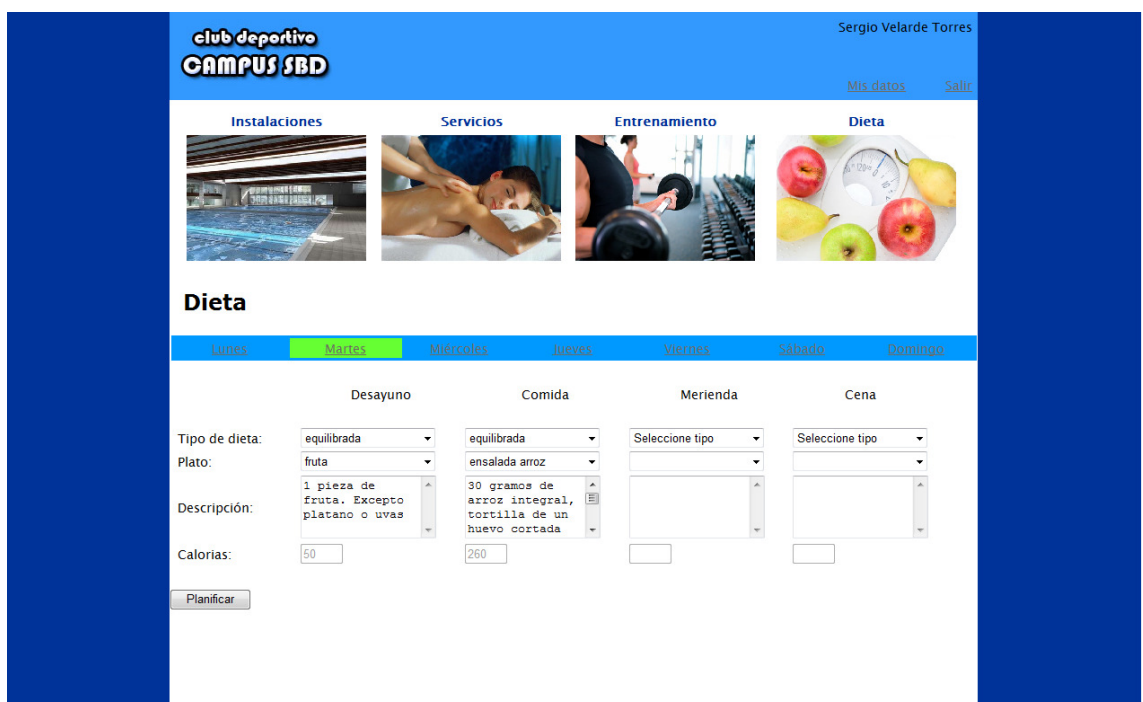 club deportivo
CAMPUS SBD
Sergio Velarde Torres
Mis datos Salir
Instalaciones Servicios Entrenamiento Dieta
Dieta
Lunes Martes Miércoles Jueves Viernes Sábado Domingo
Desayuno Comida Merienda Cena
Tipo de dieta: equilibrada equilibrada Seleccione tipo Seleccione tipo
Plato: fruta ensalada arroz
Descripción:
1 pieza de
fruta. Excepto
platano o uvas
30 gramos de
arroz integral,
tortilla de un
huevo cortada
Calorias: 50 260
Planificar